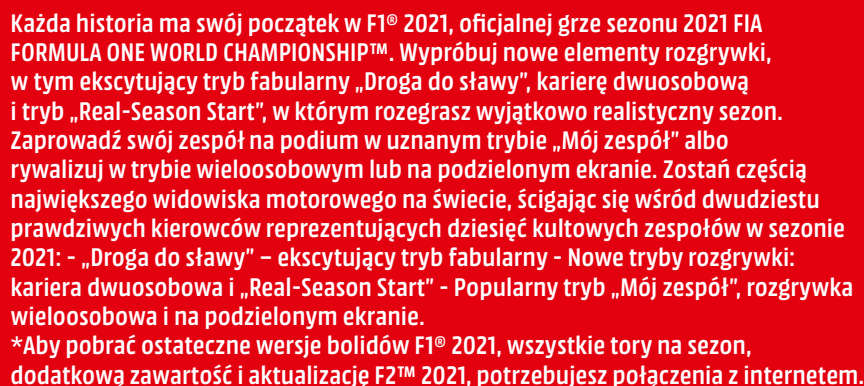 Każda historia ma swój początek w F1® 2021, oficjalnej grze sezonu 2021 FIA
FORMULA ONE WORLD CHAMPIONSHIP™. Wypróbuj nowe elementy rozgrywki,
w tym ekscytujący tryb fabularny „Droga do sławy”, karierę dwuosobową
i tryb „Real-Season Start”, w którym rozegrasz wyjątkowo realistyczny sezon.
Zaprowadź swój zespół na podium w uznanym trybie „Mój zespół” albo
rywalizuj w trybie wieloosobowym lub na podzielonym ekranie. Zostań częścią
największego widowiska motorowego na świecie, ścigając się wśród dwudziestu
prawdziwych kierowców reprezentujących dziesięć kultowych zespołów w sezonie
2021: - „Droga do sławy” – ekscytujący tryb fabularny - Nowe tryby rozgrywki:
kariera dwuosobowa i „Real-Season Start” - Popularny tryb „Mój zespół”, rozgrywka
wieloosobowa i na podzielonym ekranie.
*Aby pobrać ostateczne wersje bolidów F1® 2021, wszystkie tory na sezon,
dodatkową zawartość i aktualizację F2™ 2021, potrzebujesz połączenia z internetem